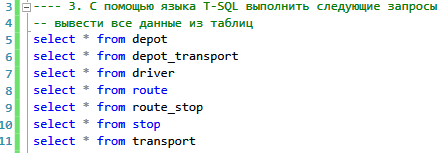 3 ---- 3. С помощью языка T-SQL выполнить следующие запросы
4 -- вывести все данные из таблиц
5 select * from depot
6 select * from depot_transport
7 select * from driver
8 select * from route
9 select * from route_stop
10 select * from stop
11 select * from transport